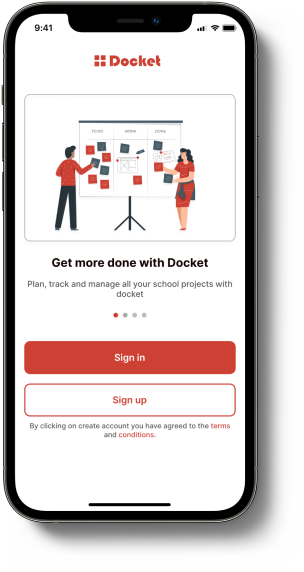 9:41
Docket
TODO WORK DONE
Get more done with Docket
Plan, track and manage all your school projects with
docket
Sign in
Sign up
By clicking on create account you have agreed to the terms
and conditions.